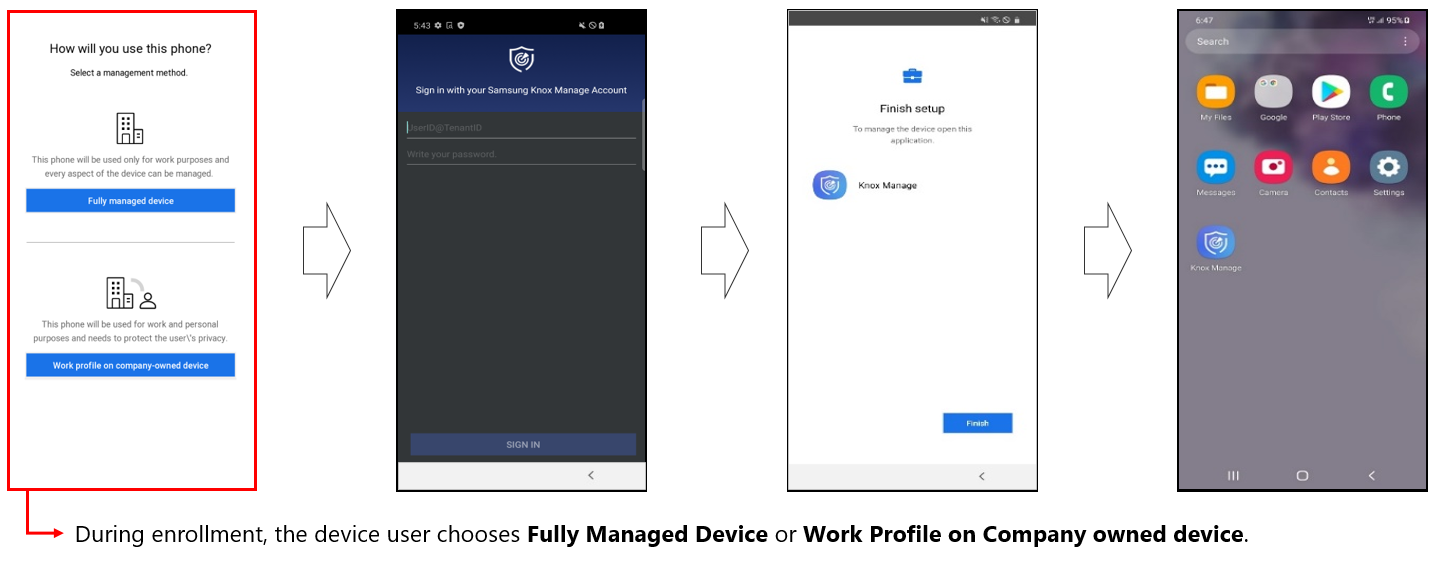 How will you use this phone?
Select a management method.
This phone will be used only for work purposes and
every aspect of the device can be managed.
Fully managed device
This phone will be used for work and personal
purposes and needs to protect the user\'s privacy.
Work profile on company-owned device
5:43
Sign in with your Samsung Knox Manage Account
UserID@TenantID
Write your password.
SIGN IN
Finish setup
To manage the device open this
application.
Knox Manage
Finish
6:47 95%
Search
My Files Google Play Store Phone
Messages Camera Contacts Settings
Knox Manage
During enrollment, the device user chooses Fully Managed Device or Work Profile on Company owned device.